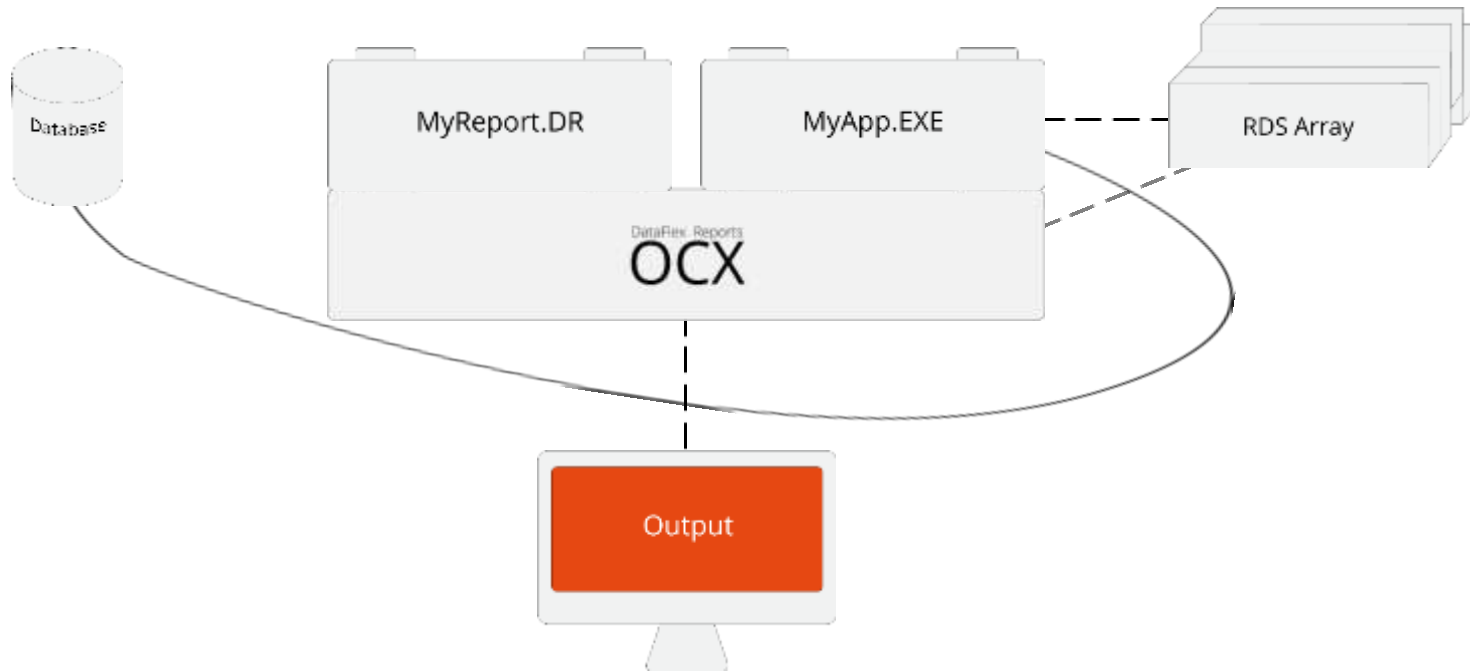 Database
MyReport.DR
MyApp.EXE
RDS Array
DataFlex Reports
OCX
Output